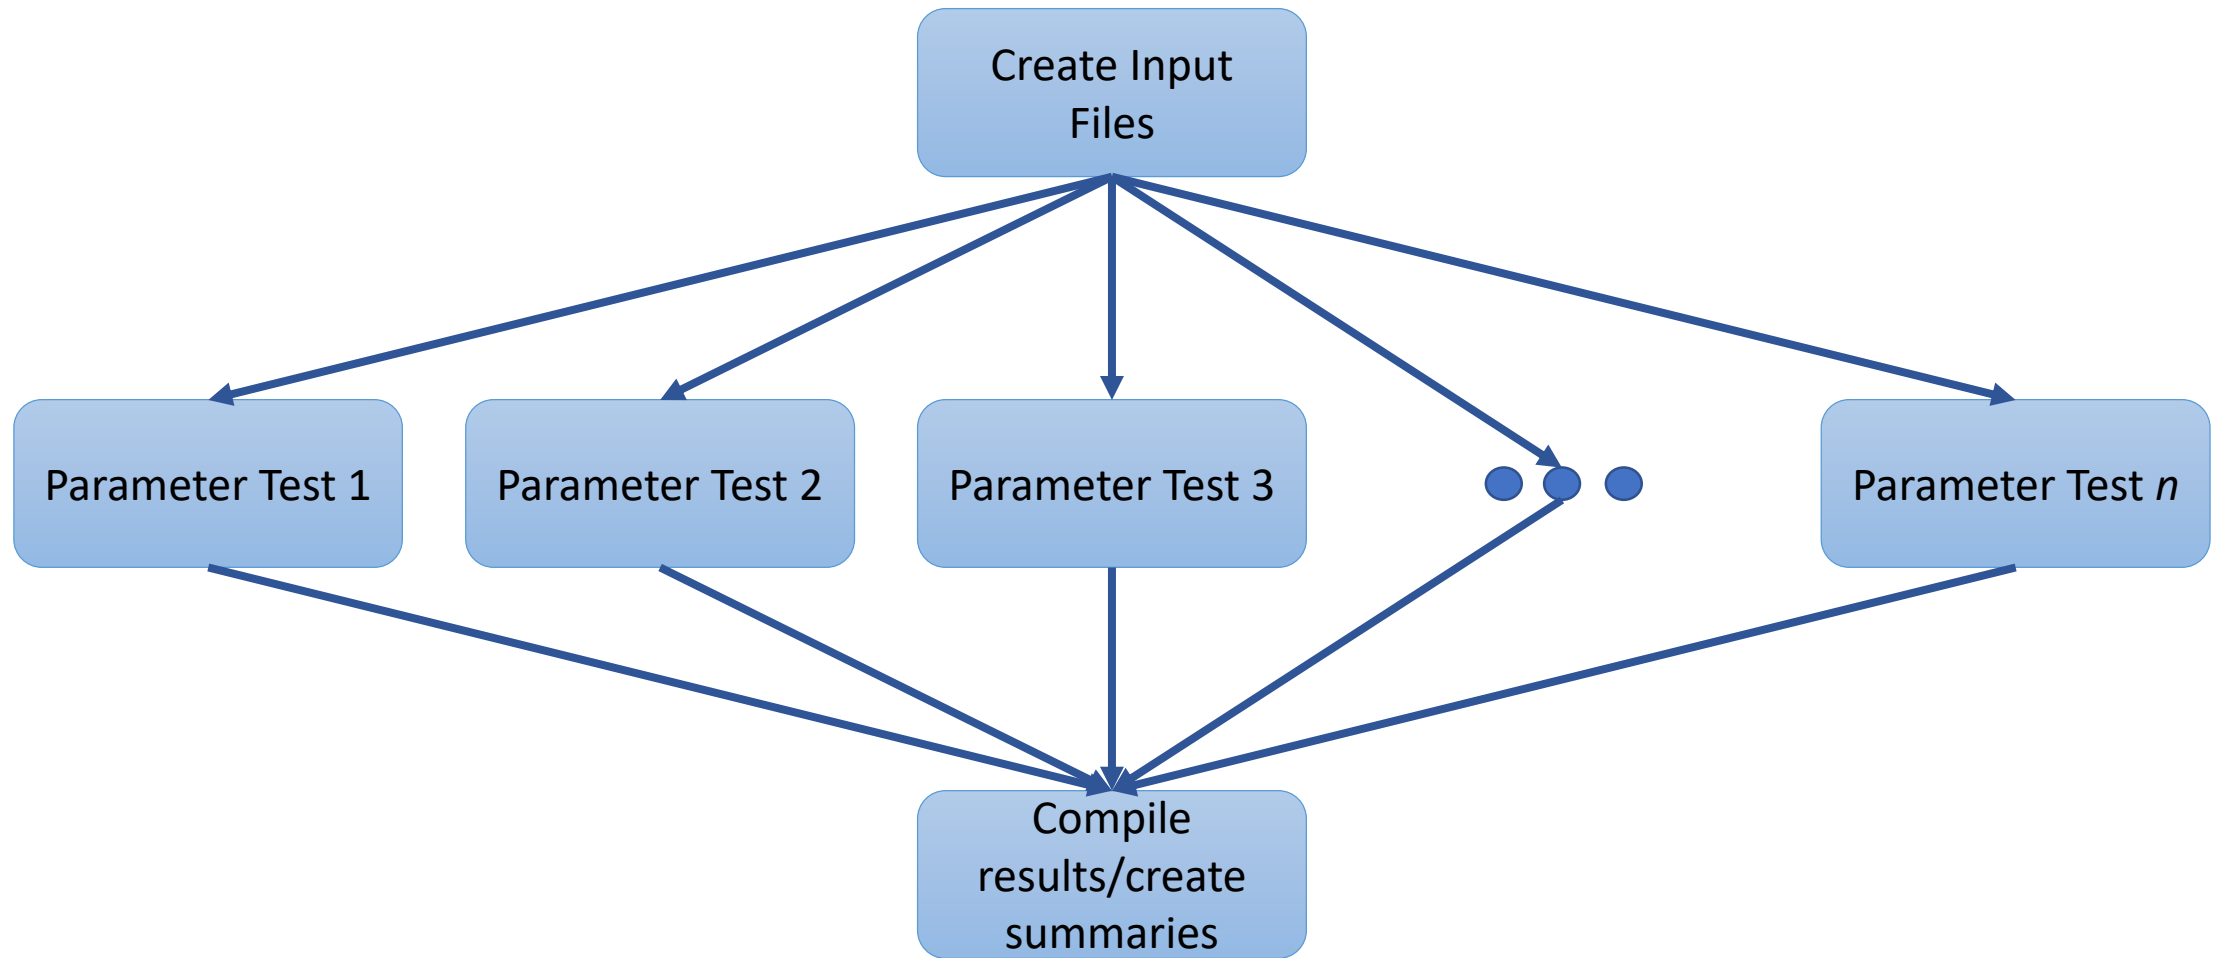 Create Input
Files
Parameter Test 1
Parameter Test 2
Parameter Test 3
Parameter Test n
Compile
results/create
summaries